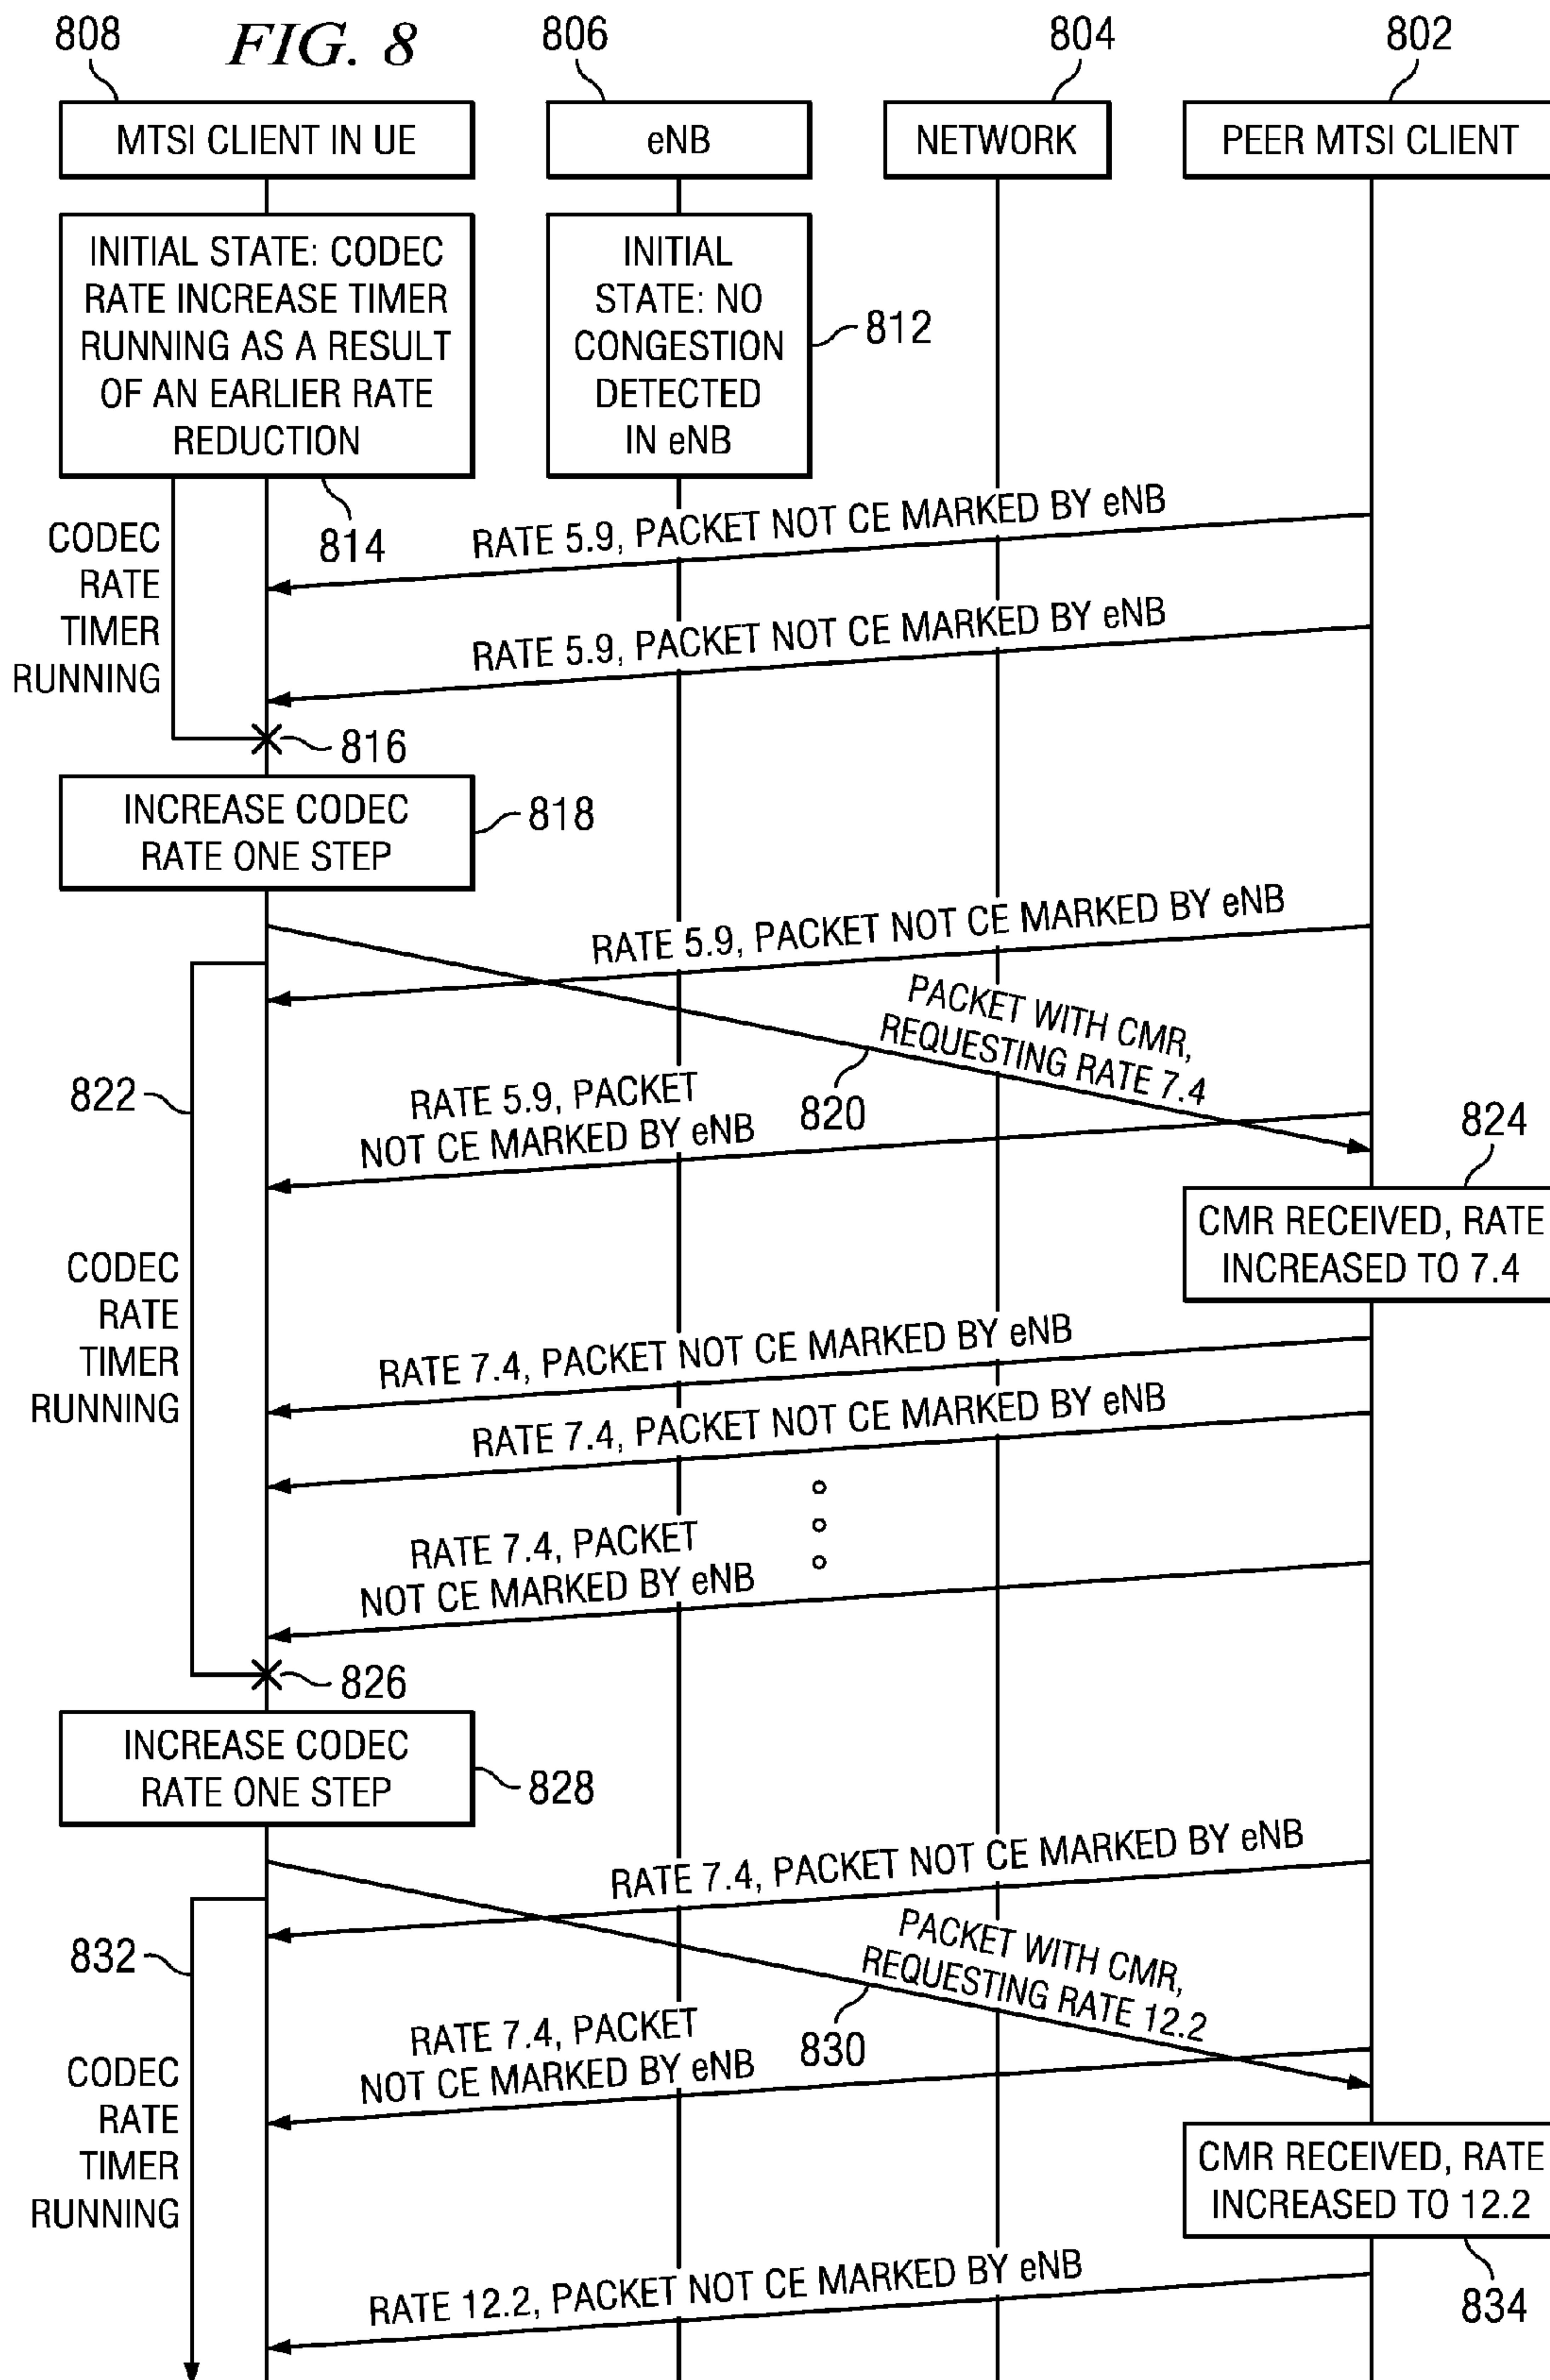 808
FIG. 8
806
804
802
MTSI CLIENT IN UE
eNB
NETWORK
PEER MTSI CLIENT
INITIAL STATE: CODEC
RATE INCREASE TIMER
RUNNING AS A RESULT
OF AN EARLIER RATE
REDUCTION
INITIAL
STATE: NO
CONGESTION
DETECTED
IN eNB
812
814
CODEC
RATE
TIMER
RUNNING
RATE 5.9, PACKET NOT CE MARKED BY eNB
RATE 5.9, PACKET NOT CE MARKED BY eNB
816
INCREASE CODEC
RATE ONE STEP
818
RATE 5.9, PACKET NOT CE MARKED BY eNB
PACKET WITH CMR,
REQUESTING RATE 7.4
820
822
RATE 5.9, PACKET
NOT CE MARKED BY eNB
824
CMR RECEIVED, RATE
INCREASED TO 7.4
CODEC
RATE
TIMER
RUNNING
RATE 7.4, PACKET NOT CE MARKED BY eNB
RATE 7.4, PACKET NOT CE MARKED BY eNB
RATE 7.4, PACKET
NOT CE MARKED BY eNB
826
INCREASE CODEC
RATE ONE STEP
828
RATE 7.4, PACKET NOT CE MARKED BY eNB
PACKET WITH CMR,
REQUESTING RATE 12.2
830
832
RATE 7.4, PACKET
NOT CE MARKED BY eNB
CODEC
RATE
TIMER
RUNNING
CMR RECEIVED, RATE
INCREASED TO 12.2
834
RATE 12.2, PACKET NOT CE MARKED BY eNB